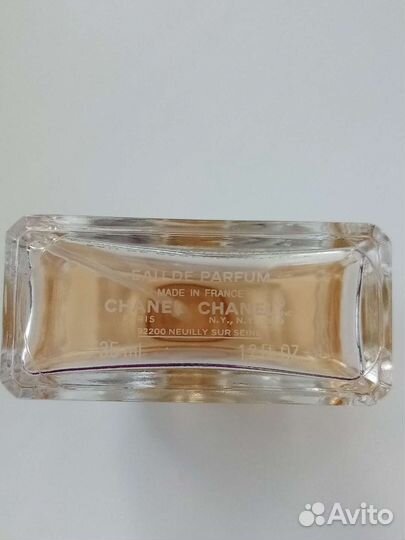 EAU DE PARFUM
MADE IN FRANCE
CHANEL CHANEL INC
N.Y., N.Y.
92200 NEUILLY SUR SEINE
35 ml 1.2 fl oz
Avito